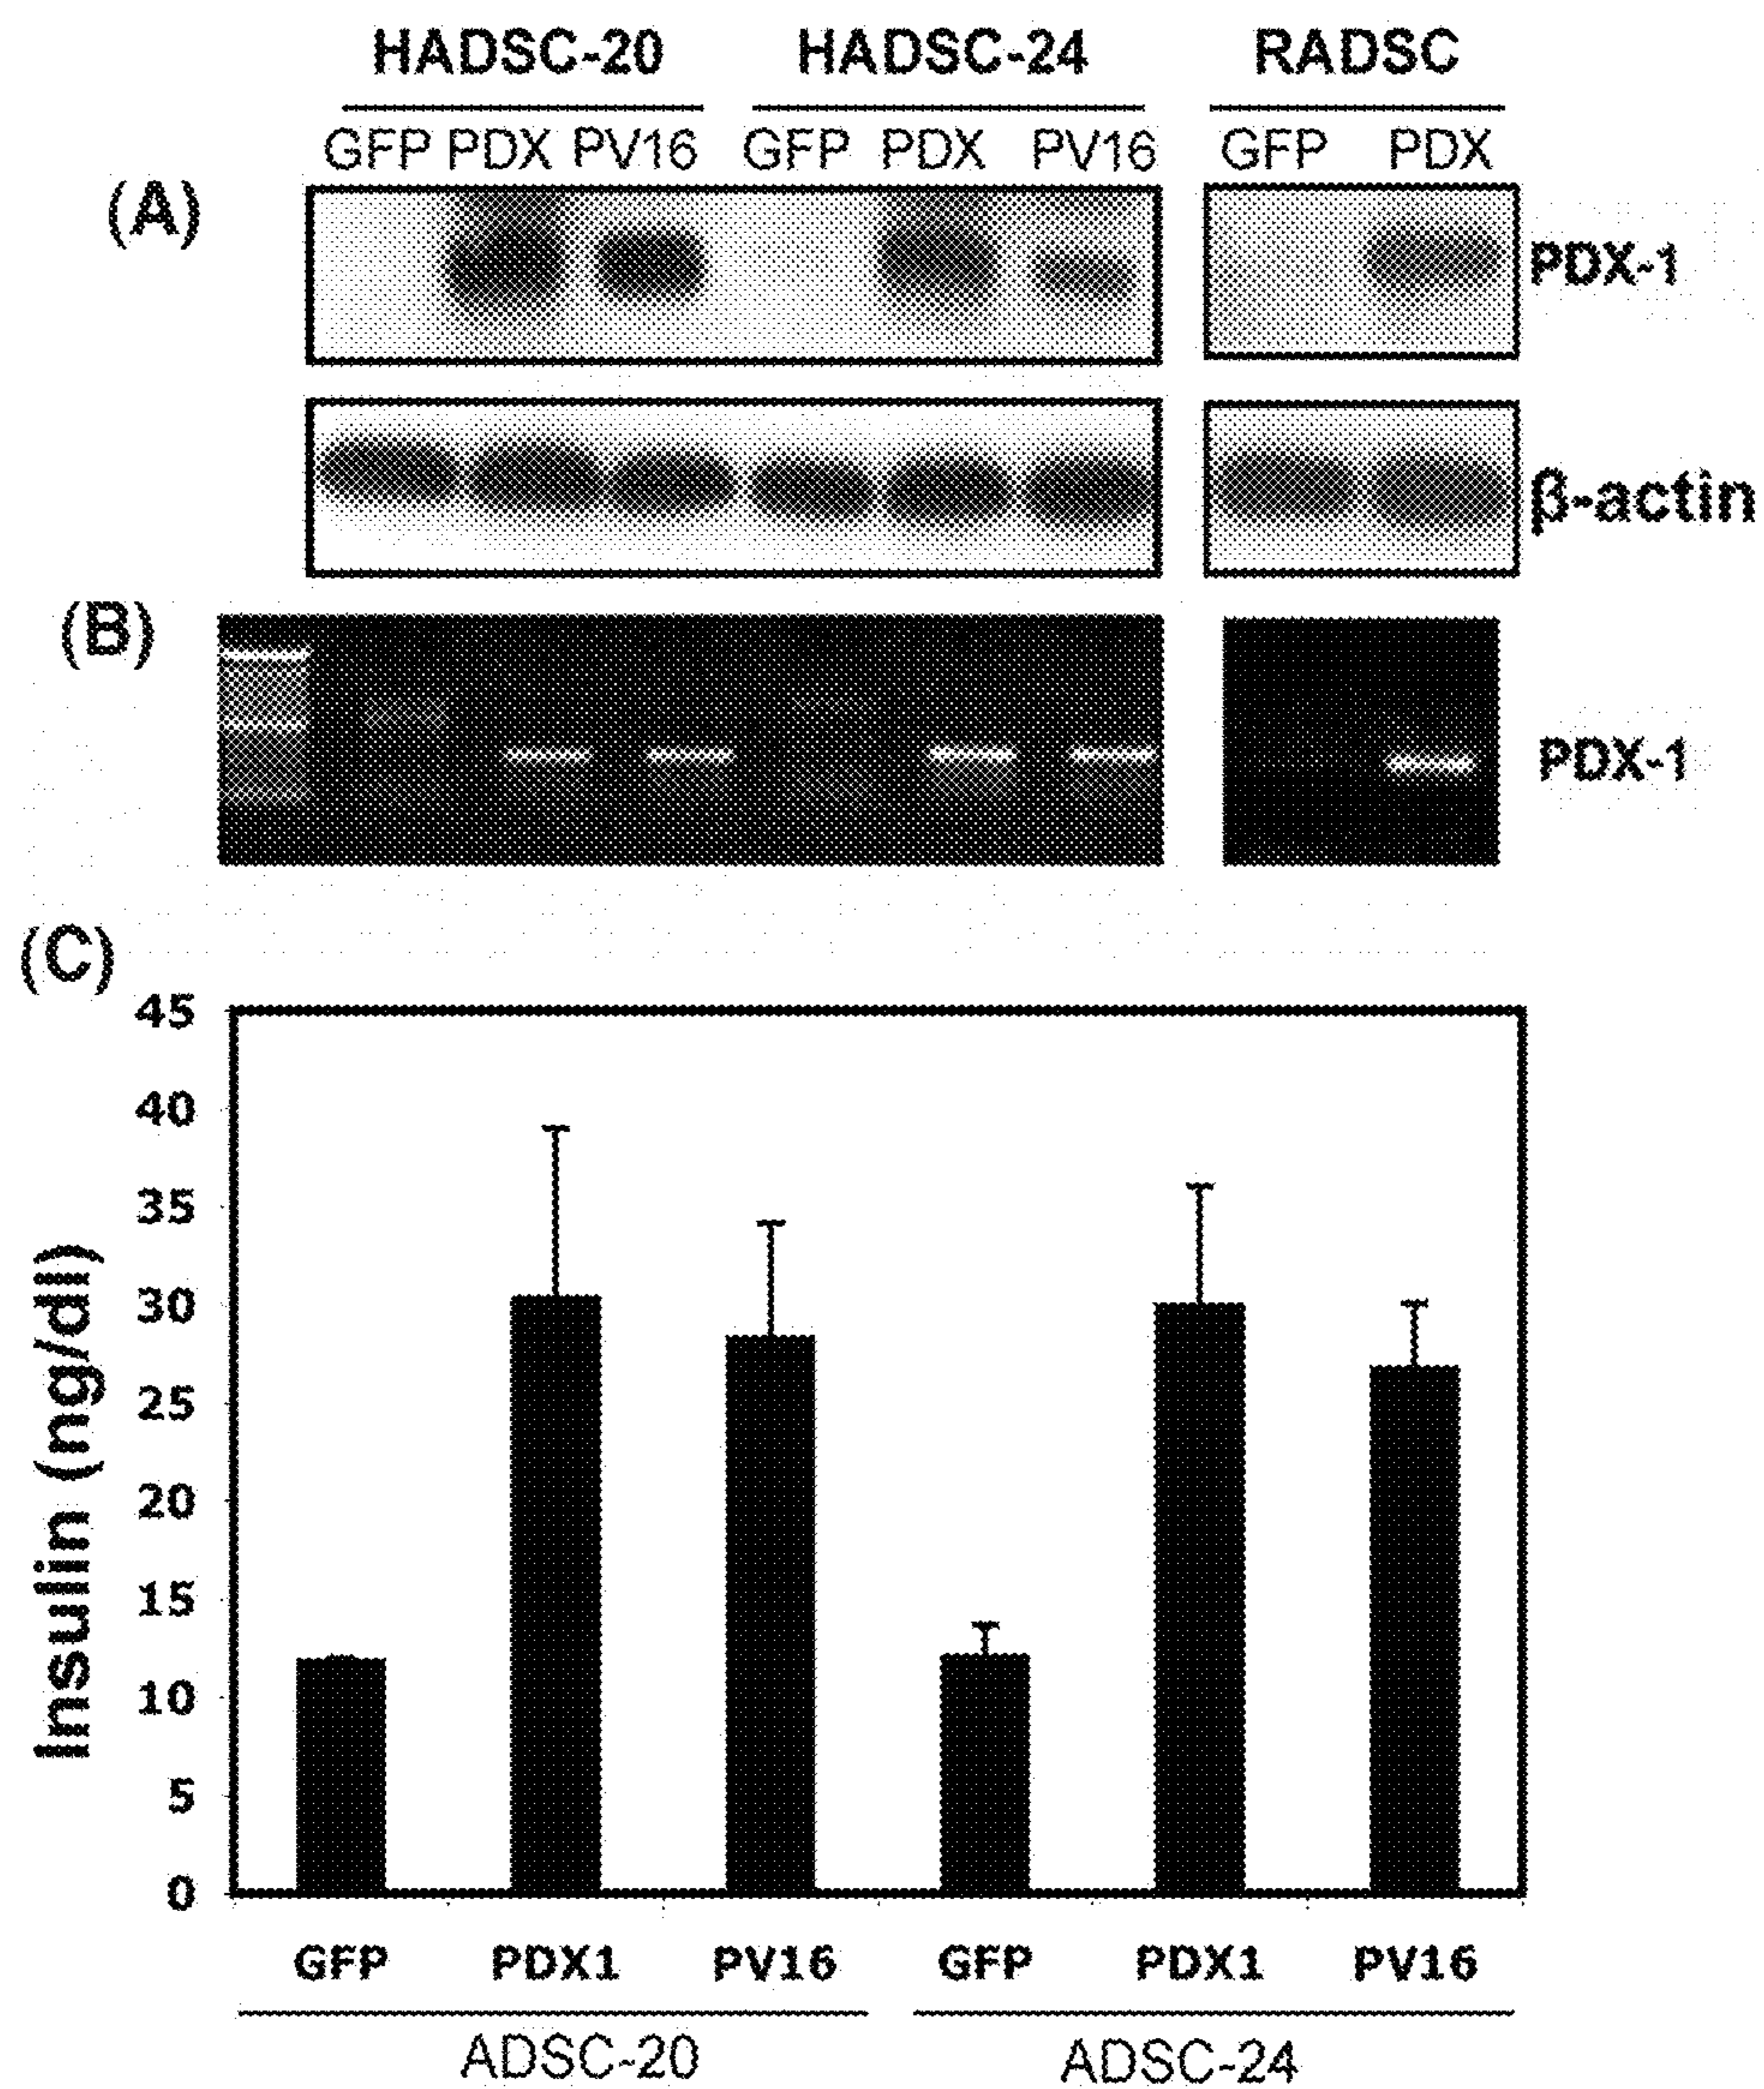 HADSC-20 HADSC-24 RADSC
GFP PDX PV16 GFP PDX PV16 GFP PDX
(A)
PDX-1
β-actin
(B)
PDX-1
(C)
45
40
35
30
25
20
15
10
5
0
Insulin (ng/dl)
GFP PDX1 PV16 GFP PDX1 PV16
ADSC-20 ADSC-24